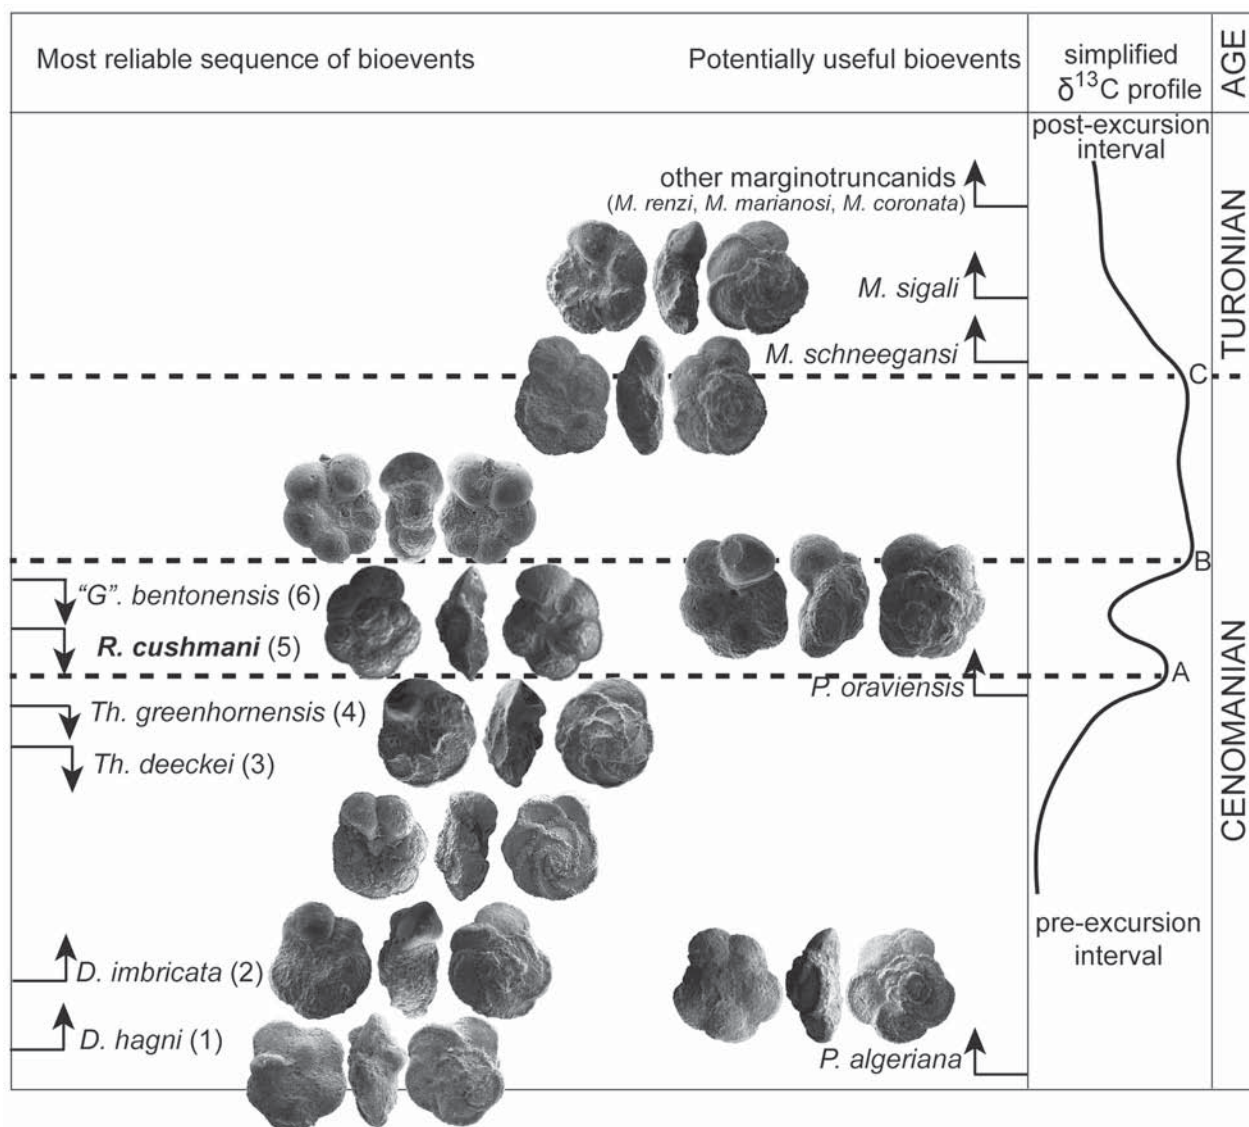 Most reliable sequence of bioevents
Potentially useful bioevents
simplified
δ¹³C profile
AGE
post-excursion
interval
other marginotruncanids
(M. renzi, M. marianosi, M. coronata)
M. sigali
M. schneegansi
C
TURONIAN
B
"G". bentonensis (6)
R. cushmani (5)
A
P. oraviensis
Th. greenhornensis (4)
Th. deeckei (3)
CENOMANIAN
pre-excursion
interval
D. imbricata (2)
D. hagni (1)
P. algeriana